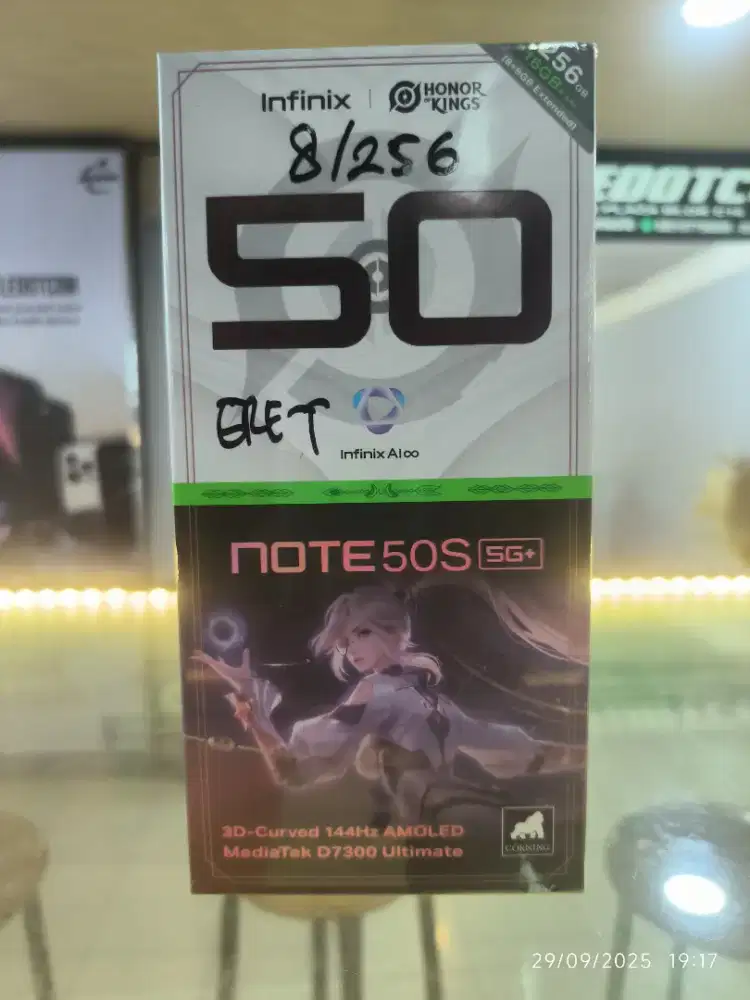 Infinix | HONOR OF KINGS
256GB
16GB
(8+8GB Extended)
8/256
50
Infinix AI∞
NOTE 50S 5G+
3D-Curved 144Hz AMOLED
MediaTek D7300 Ultimate
CORNING
29/09/2025 19:17